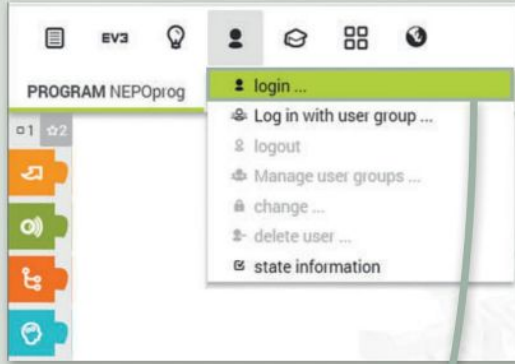 EV3
PROGRAM NEPOprog
1 2
login ...
Log in with user group ...
logout
Manage user groups ...
change ...
delete user ...
state information